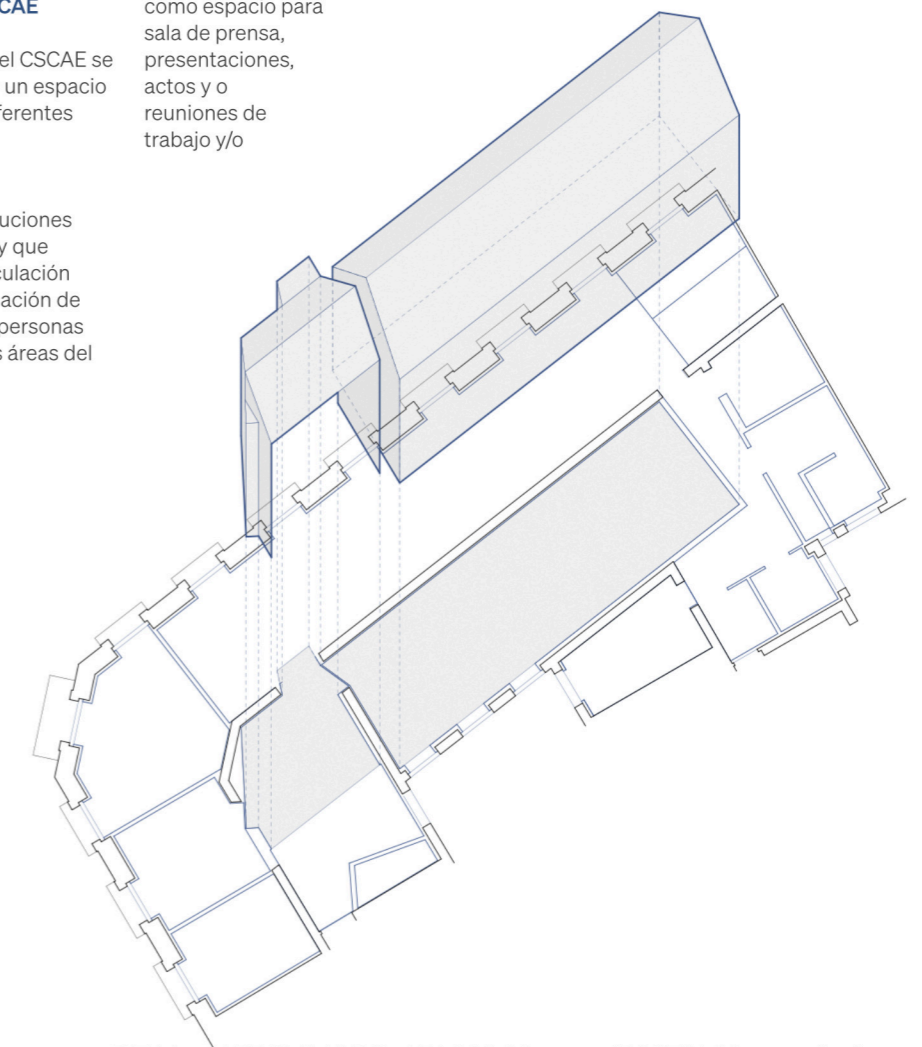 CAE
el CSCAE se
un espacio
ferentes
uciones
y que
culación
ación de
personas
s áreas del
como espacio para
sala de prensa,
presentaciones,
actos y o
reuniones de
trabajo y/o